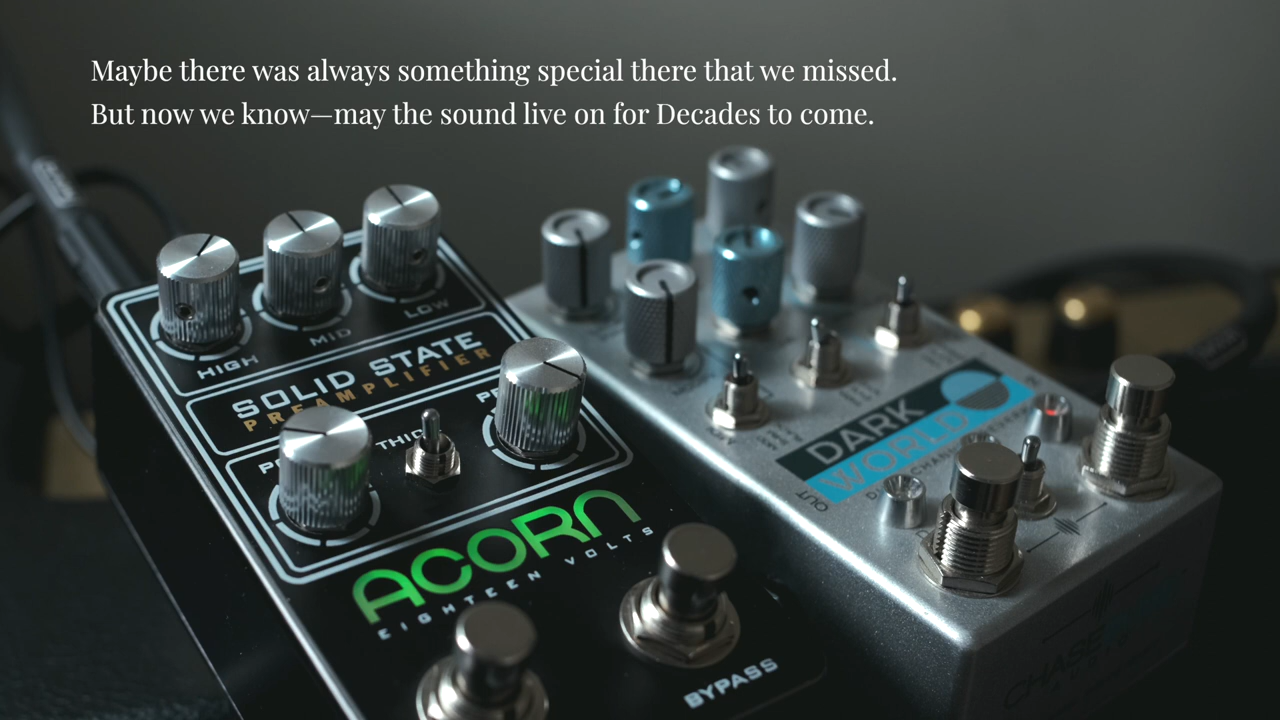 Maybe there was always something special there that we missed.
But now we know—may the sound live on for Decades to come.
HIGH
MID
LOW
SOLID STATE
PREAMPLIFIER
ACORN
EIGHTEEN VOLTS
BYPASS
DARK
WORLD
OUT
CHASE